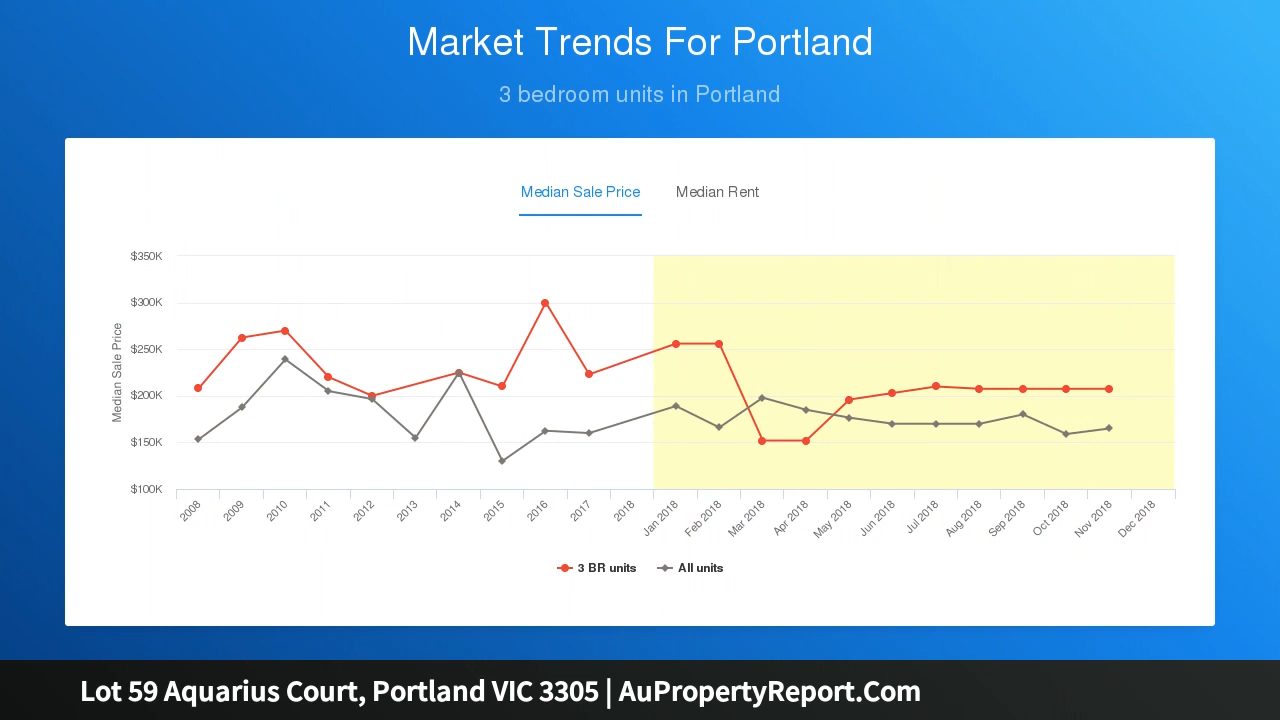 Market Trends For Portland
3 bedroom units in Portland
Median Sale Price Median Rent
$350K
$300K
$250K
$200K
$150K
$100K
Median Sale Price
2008 2009 2010 2011 2012 2013 2014 2015 2016 2017 2018 Jan 2018 Feb 2018 Mar 2018 Apr 2018 May 2018 Jun 2018 Jul 2018 Aug 2018 Sep 2018 Oct 2018 Nov 2018 Dec 2018
3 BR units All units
Lot 59 Aquarius Court, Portland VIC 3305 | AuPropertyReport.Com